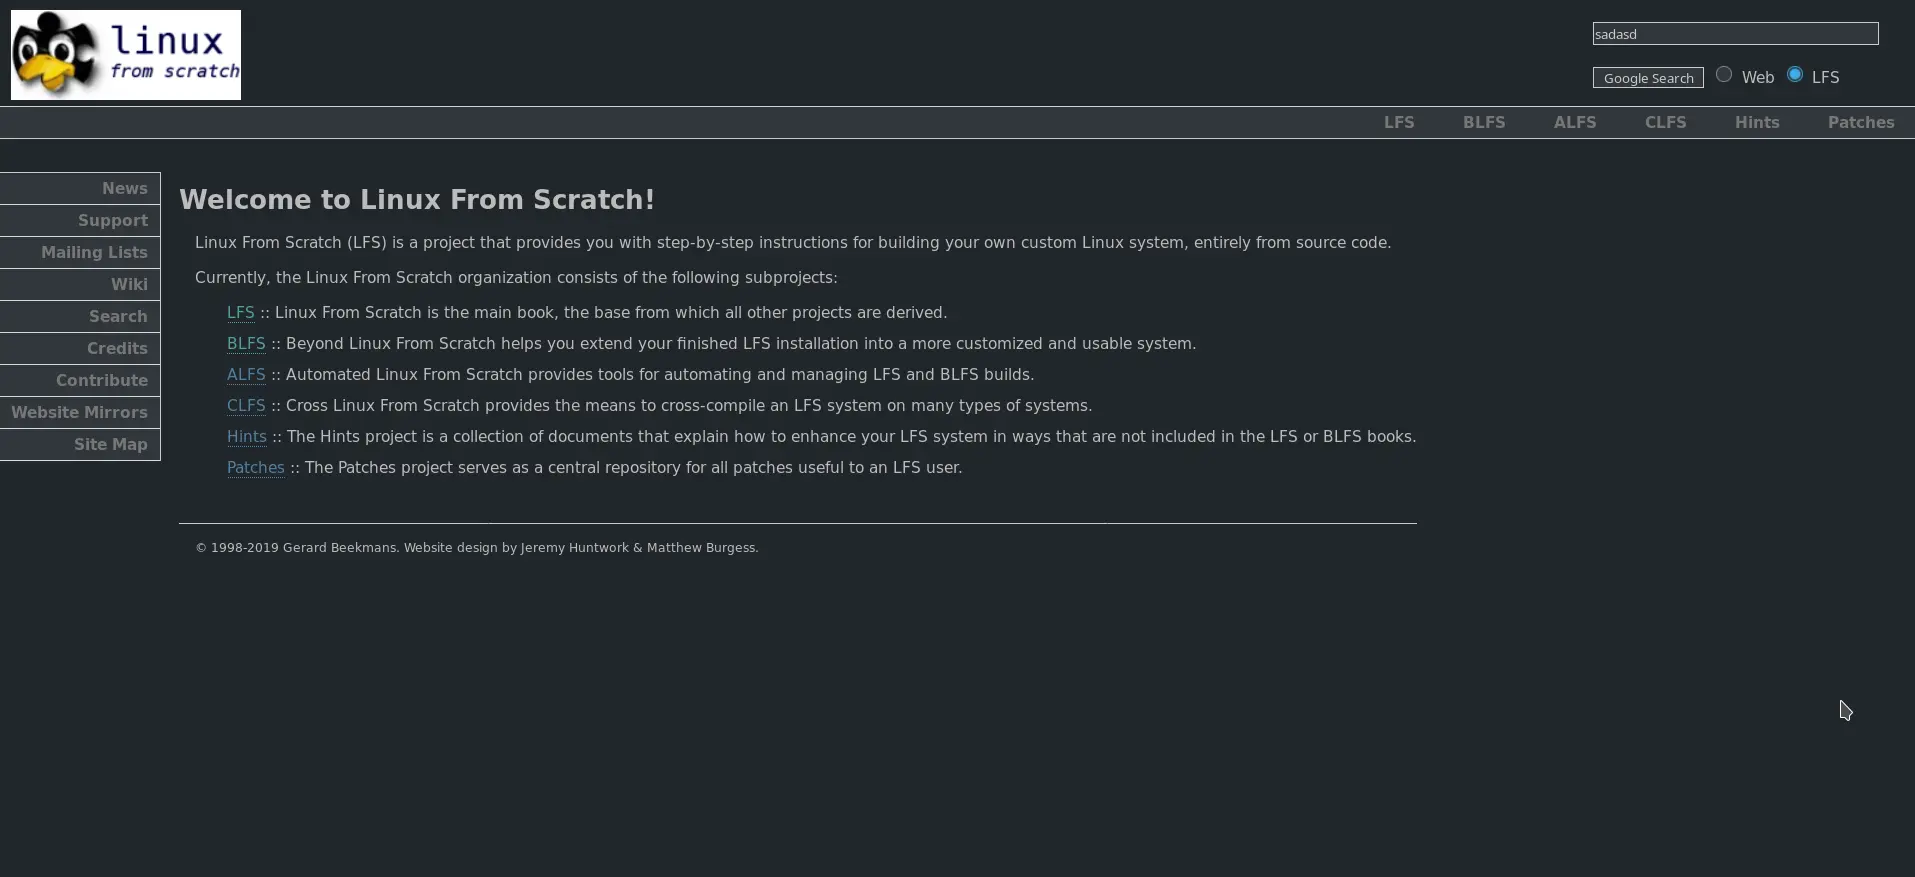 linux
from scratch
sadasd
Google Search Web LFS
LFS BLFS ALFS CLFS Hints Patches
News
Support
Mailing Lists
Wiki
Search
Credits
Contribute
Website Mirrors
Site Map
Welcome to Linux From Scratch!
Linux From Scratch (LFS) is a project that provides you with step-by-step instructions for building your own custom Linux system, entirely from source code.
Currently, the Linux From Scratch organization consists of the following subprojects:
LFS :: Linux From Scratch is the main book, the base from which all other projects are derived.
BLFS :: Beyond Linux From Scratch helps you extend your finished LFS installation into a more customized and usable system.
ALFS :: Automated Linux From Scratch provides tools for automating and managing LFS and BLFS builds.
CLFS :: Cross Linux From Scratch provides the means to cross-compile an LFS system on many types of systems.
Hints :: The Hints project is a collection of documents that explain how to enhance your LFS system in ways that are not included in the LFS or BLFS books.
Patches :: The Patches project serves as a central repository for all patches useful to an LFS user.
© 1998-2019 Gerard Beekmans. Website design by Jeremy Huntwork & Matthew Burgess.